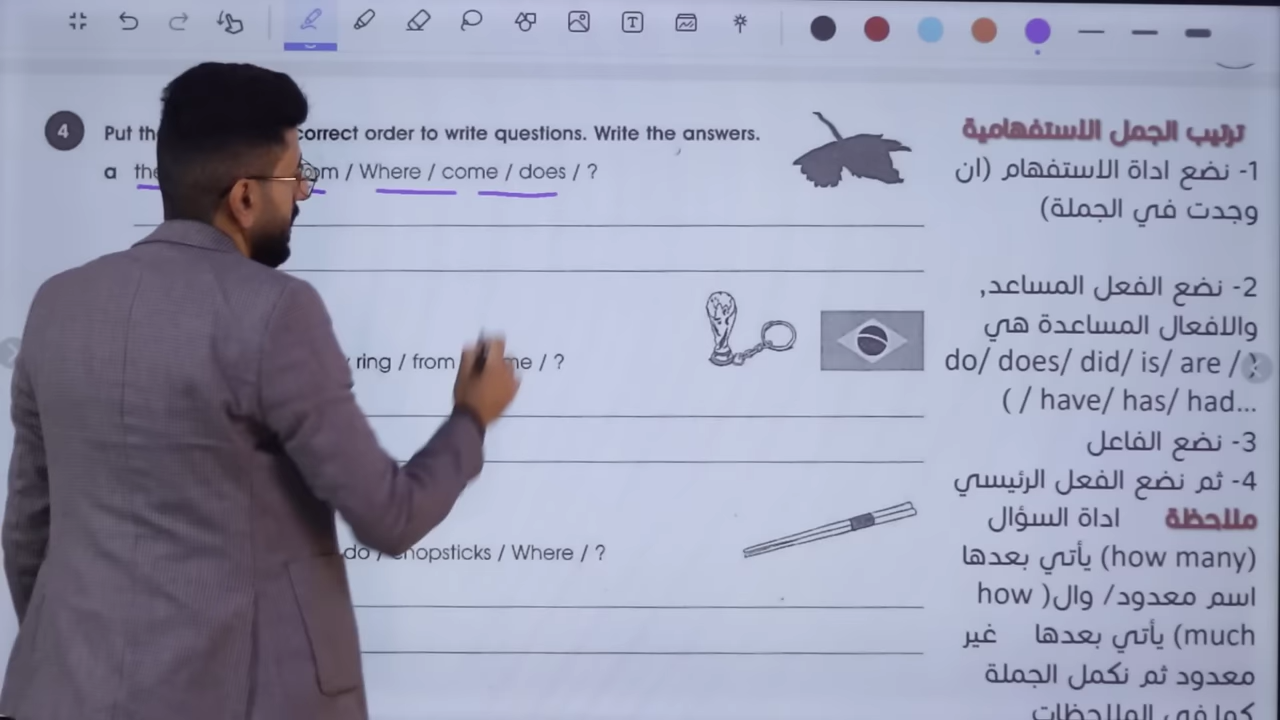 4
Put th correct order to write questions. Write the answers.
a the om / Where / come / does / ?
ring / from me / ?
do / chopsticks / Where / ?
ترتيب الجمل الاستفهامية
1- نضع اداة الاستفهام (ان
وجدت في الجملة)
2- نضع الفعل المساعد,
والافعال المساعدة هي
do/ does/ did/ is/ are /
( / have/ has/ had...
3- نضع الفاعل
4- ثم نضع الفعل الرئيسي
ملاحظة اداة السؤال
(how many) يأتي بعدها
اسم معدود/ وال( how
much) يأتي بعدها غير
معدود ثم نكمل الجملة
كما في الملاحظات